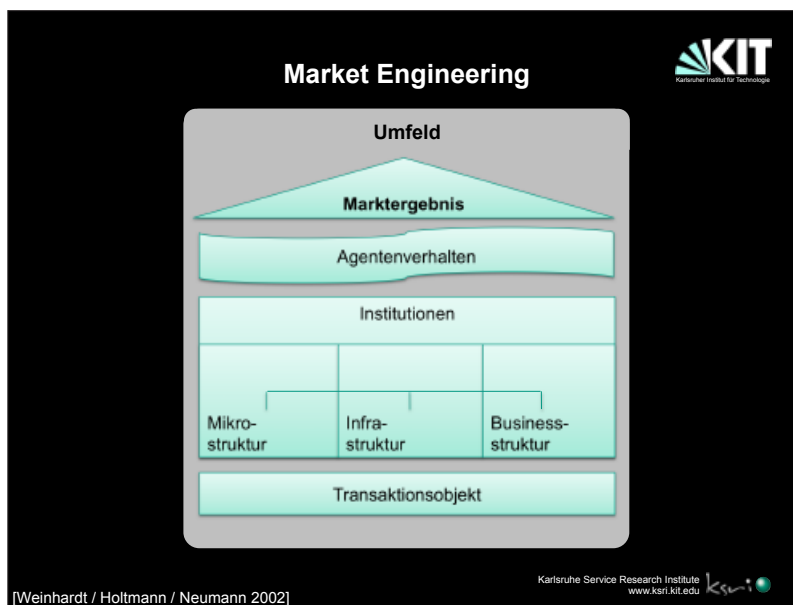 Market Engineering
KIT
Karlsruher Institut für Technologie
Umfeld
Marktergebnis
Agentenverhalten
Institutionen
Mikro-
struktur
Infra-
struktur
Business-
struktur
Transaktionsobjekt
Karlsruhe Service Research Institute
www.ksri.kit.edu
ksri
[Weinhardt / Holtmann / Neumann 2002]